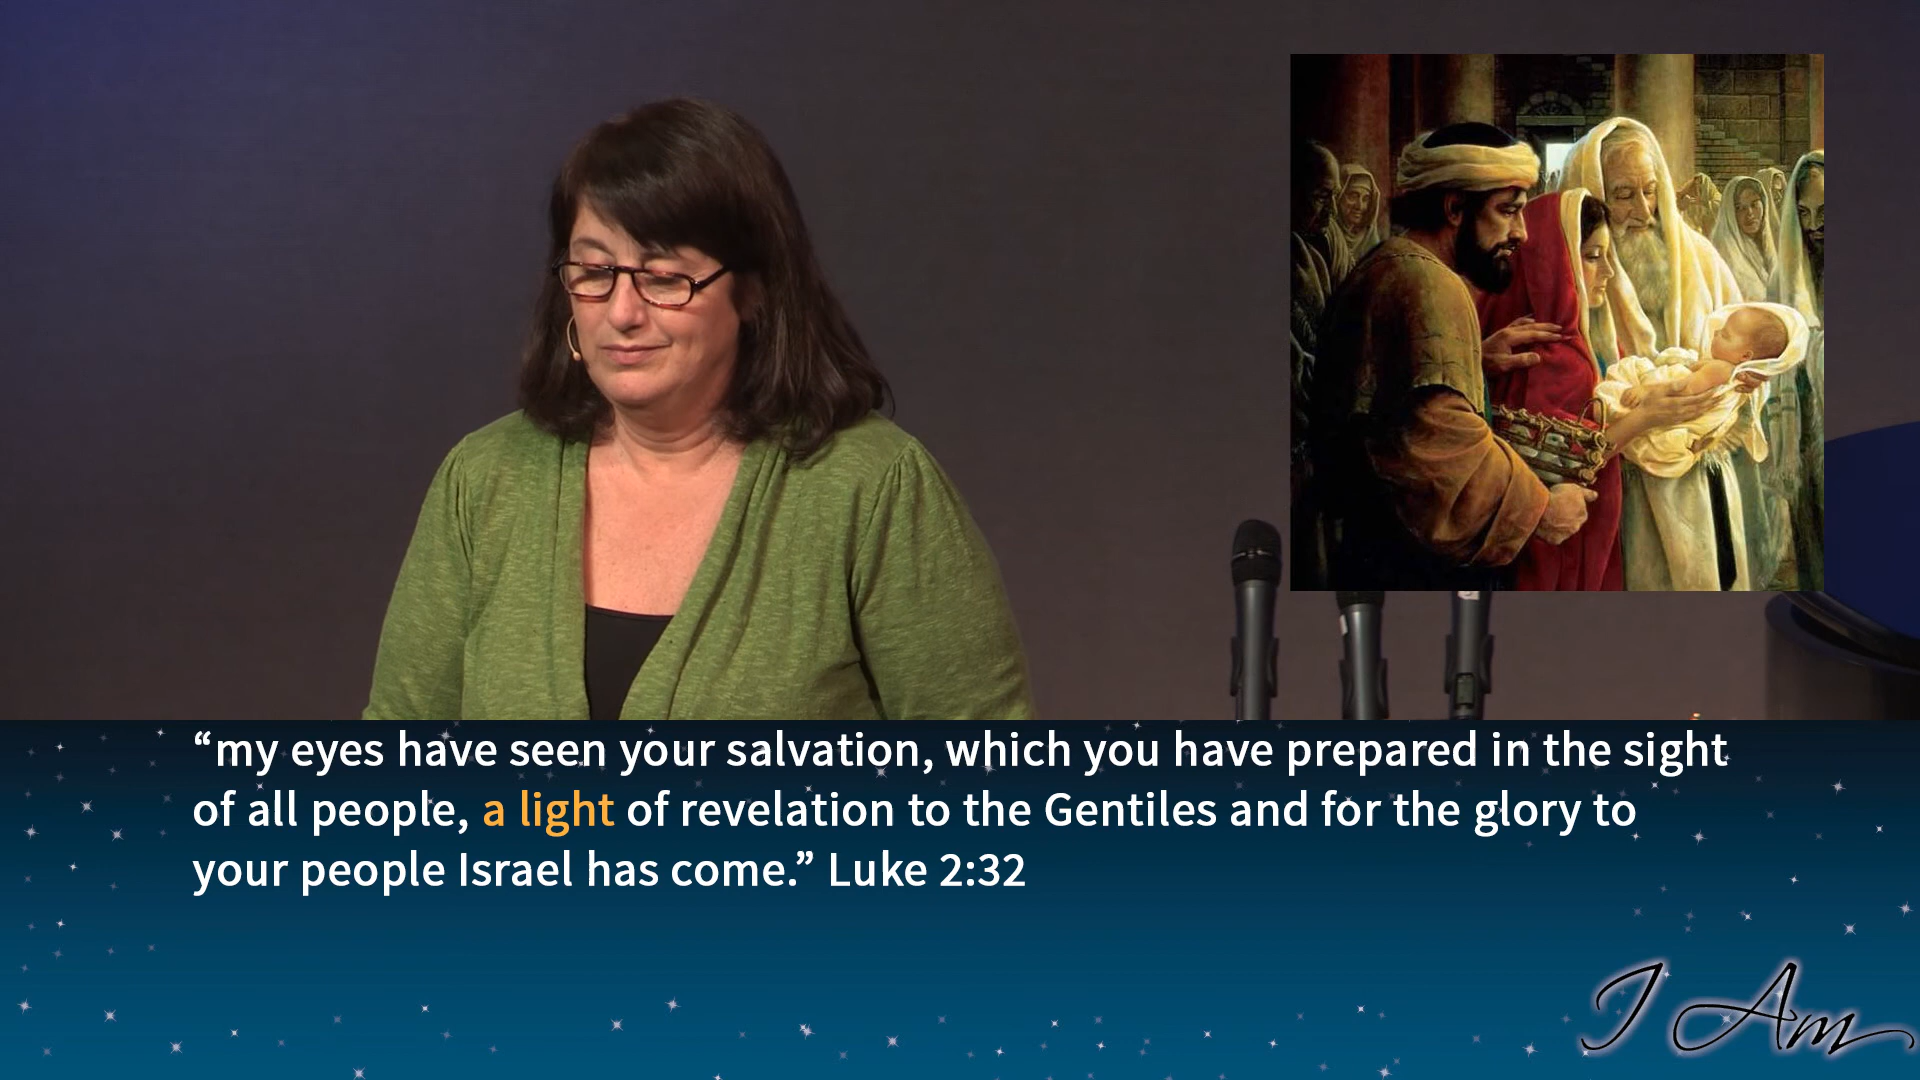 “my eyes have seen your salvation, which you have prepared in the sight
of all people, a light of revelation to the Gentiles and for the glory to
your people Israel has come.” Luke 2:32
I Am